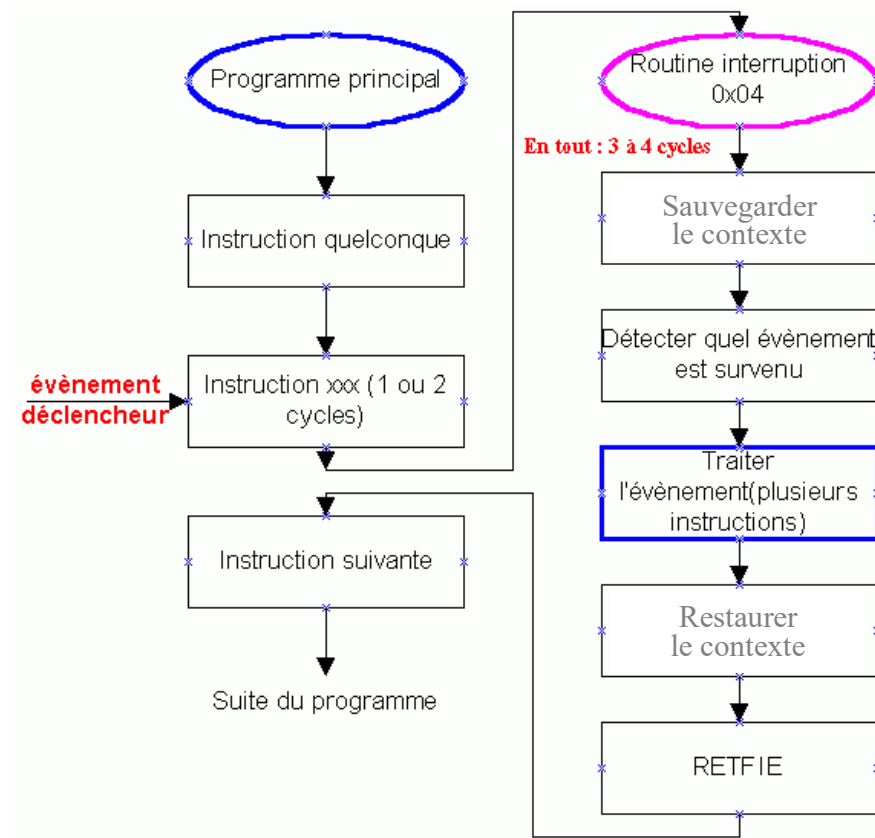 Programme principal
Instruction quelconque
évènement
déclencheur
Instruction xxx (1 ou 2
cycles)
Instruction suivante
Suite du programme
Routine interruption
0x04
En tout : 3 à 4 cycles
Sauvegarder
le contexte
Détecter quel évènement
est survenu
Traiter
l'évènement(plusieurs
instructions)
Restaurer
le contexte
RETFIE